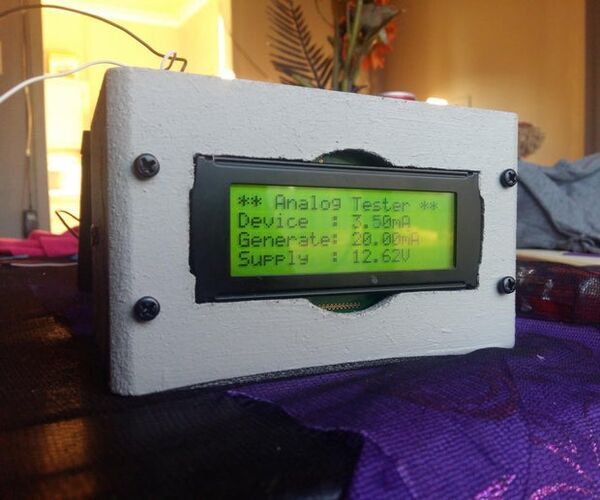 ** Analog Tester **
Device  : 3.50mA
Generate: 20.00mA
Supply  : 12.62V